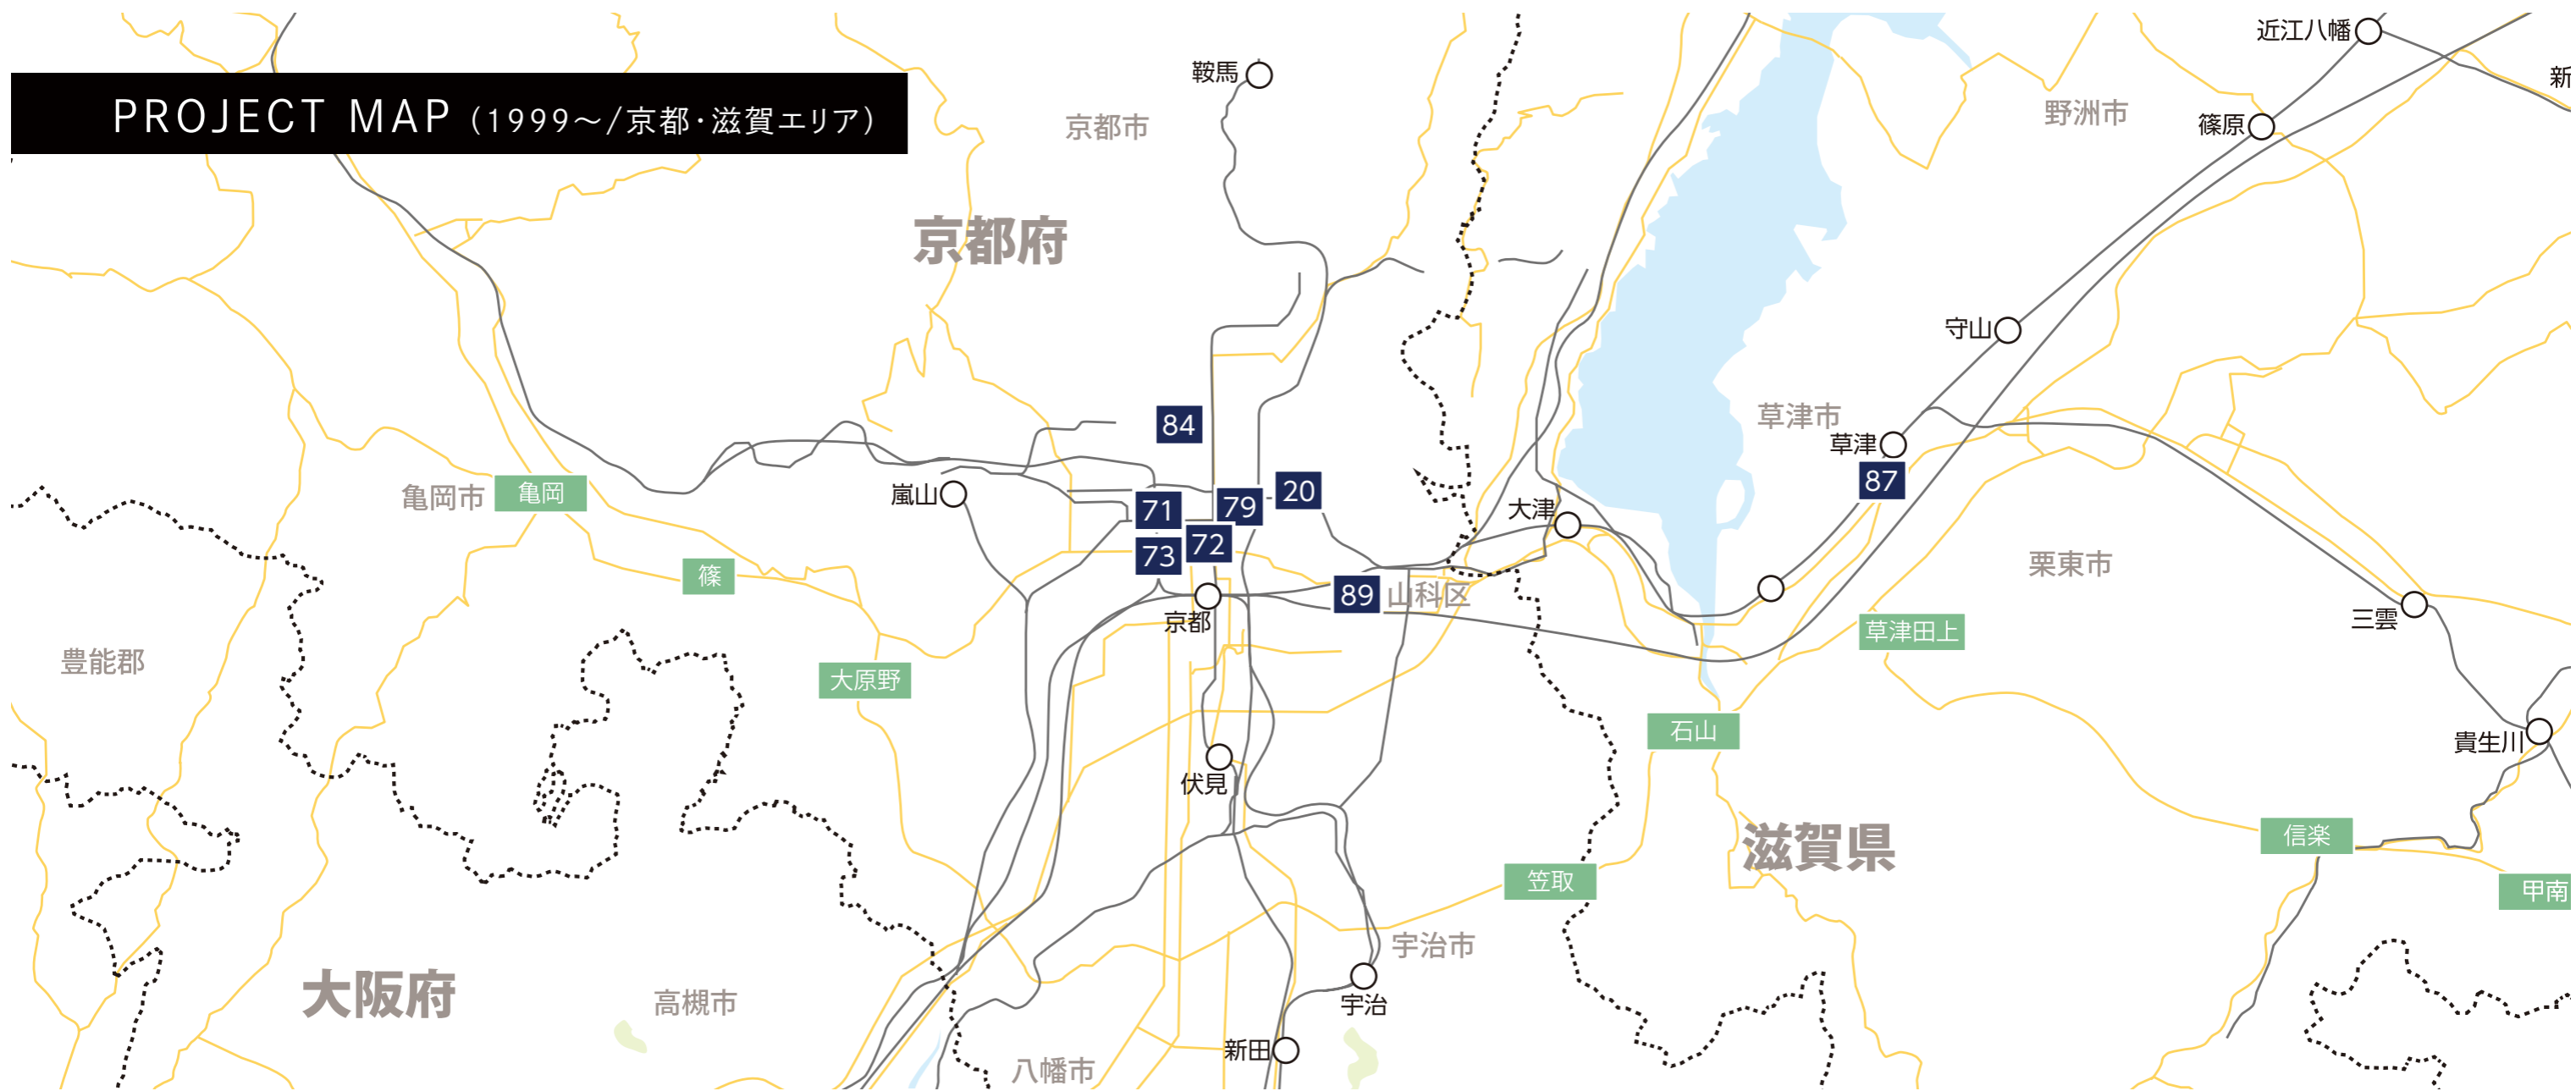 近江八幡
新
鞍馬
PROJECT MAP (1999～/京都・滋賀エリア)
京都市
野洲市
篠原
京都府
守山
84
草津市
草津
87
亀岡市
亀岡
嵐山
71
79
20
大津
73
72
篠
89
山科区
京都
栗東市
三雲
草津田上
豊能郡
大原野
石山
貴生川
伏見
滋賀県
信楽
笠取
甲南
宇治市
大阪府
高槻市
宇治
新田
八幡市